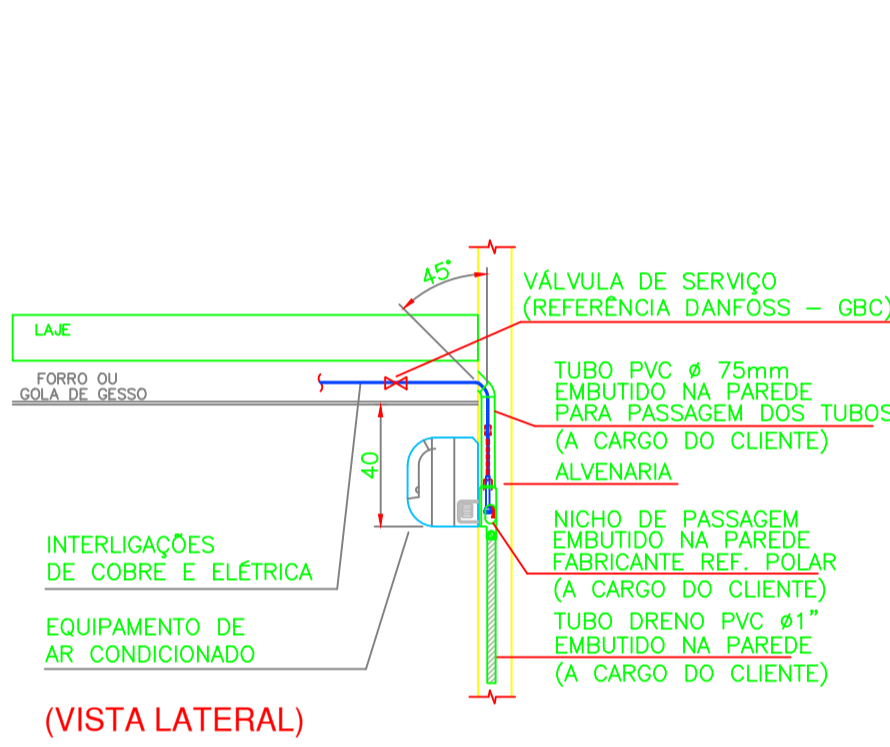 45°
VÁLVULA DE SERVIÇO
(REFERÊNCIA DANFOSS – GBC)
LAJE
FORRO OU
GOLA DE GESSO
TUBO PVC ø 75mm
EMBUTIDO NA PAREDE
PARA PASSAGEM DOS TUBOS
(A CARGO DO CLIENTE)
40
ALVENARIA
NICHO DE PASSAGEM
EMBUTIDO NA PAREDE
FABRICANTE REF. POLAR
(A CARGO DO CLIENTE)
INTERLIGAÇÕES
DE COBRE E ELÉTRICA
TUBO DRENO PVC ø1”
EMBUTIDO NA PAREDE
(A CARGO DO CLIENTE)
EQUIPAMENTO DE
AR CONDICIONADO
(VISTA LATERAL)